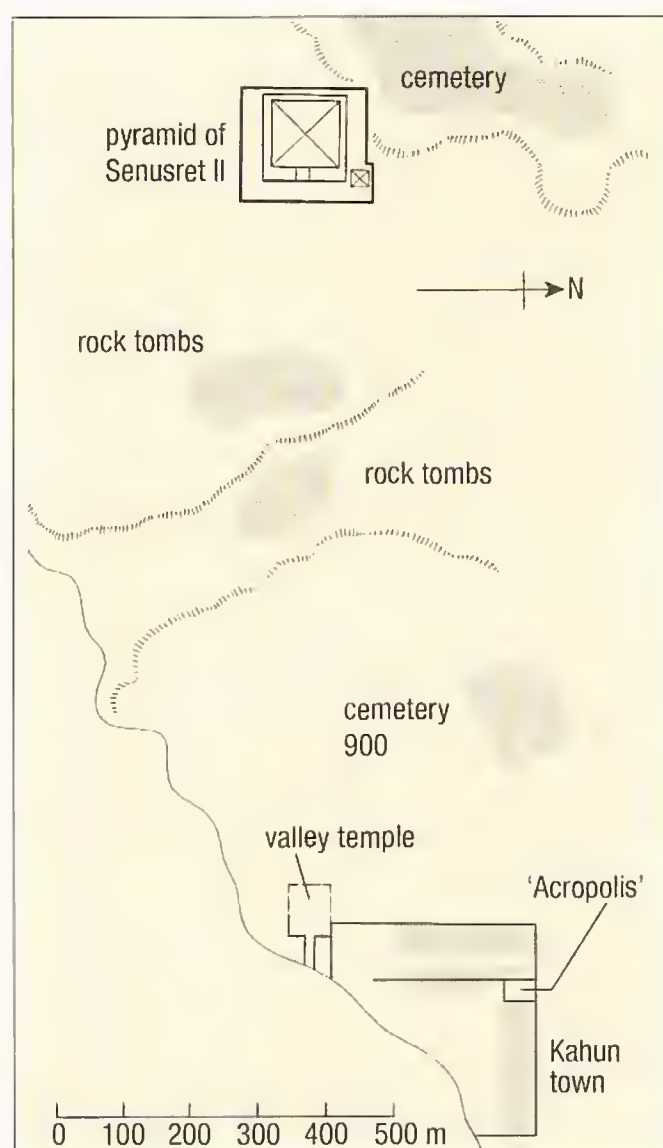 cemetery
pyramid of
Senusret II
N
rock tombs
rock tombs
cemetery
900
valley temple
'Acropolis'
Kahun
town
0 100 200 300 400 500 m